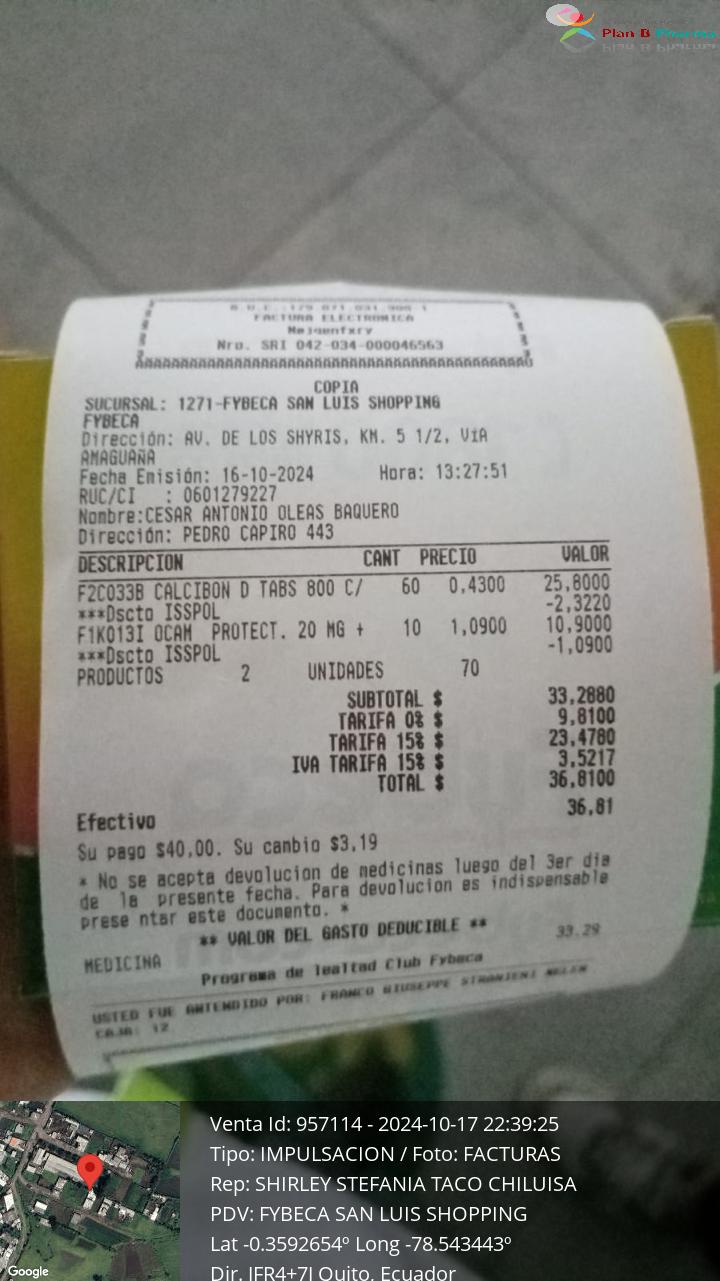 Plan B Pharma
FACTURA ELECTRONICA
Nro. SRI 042-034-000046563
COPIA
SUCURSAL: 1271-FYBECA SAN LUIS SHOPPING
FYBECA
Dirección: AV. DE LOS SHYRIS, KM. 5 1/2, VíA
AMAGUAÑA
Fecha Emisión: 16-10-2024 Hora: 13:27:51
RUC/CI : 0601279227
Nombre:CESAR ANTONIO OLEAS BAQUERO
Dirección: PEDRO CAPIRO 443
DESCRIPCION CANT PRECIO VALOR
F2C033B CALCIBON D TABS 800 C/ 60 0,4300 25,8000
***Dscto ISSPOL -2,3220
F1K013I OCAM PROTECT. 20 MG + 10 1,0900 10,9000
***Dscto ISSPOL -1,0900
PRODUCTOS 2 UNIDADES 70
SUBTOTAL $ 33,2880
TARIFA 0% $ 9,8100
TARIFA 15% $ 23,4780
IVA TARIFA 15% $ 3,5217
TOTAL $ 36,8100
Efectivo 36,81
Su pago $40,00. Su cambio $3,19
* No se acepta devolucion de medicinas luego del 3er dia
de la presente fecha. Para devolucion es indispensable
prese ntar este documento. *
** VALOR DEL GASTO DEDUCIBLE **
MEDICINA 33.29
Programa de lealtad Club Fybeca
USTED FUE ANTENDIDO POR: FRANCO GIUSEPPE
CAJA: 12
Venta Id: 957114 - 2024-10-17 22:39:25
Tipo: IMPULSACION / Foto: FACTURAS
Rep: SHIRLEY STEFANIA TACO CHILUISA
PDV: FYBECA SAN LUIS SHOPPING
Lat -0.3592654º Long -78.543443º
Dir. JFR4+7J Quito, Ecuador
Google